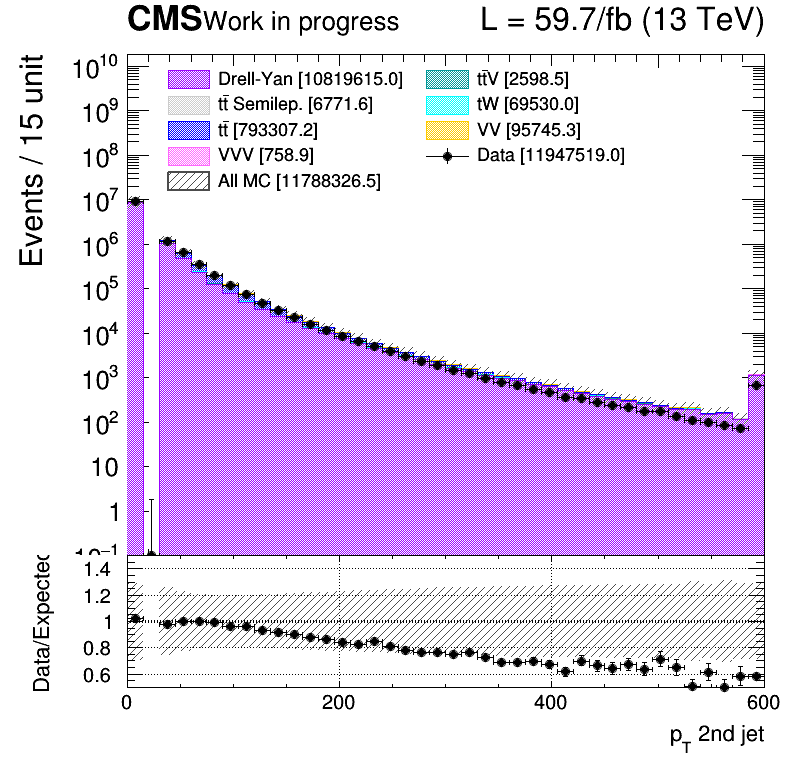 CMS Work in progress L = 59.7/fb (13 TeV)
Events / 15 unit
10¹⁰
10⁹
10⁸
10⁷
10⁶
10⁵
10⁴
10³
10²
10
1
10⁻¹
Drell-Yan [10819615.0]
tt̄ Semilep. [6771.6]
tt̄ [793307.2]
VVV [758.9]
All MC [11788326.5]
tt̄V [2598.5]
tW [69530.0]
VV [95745.3]
Data [11947519.0]
Data/Expected
1.4
1.2
1
0.8
0.6
0 200 400 600
p_T 2nd jet